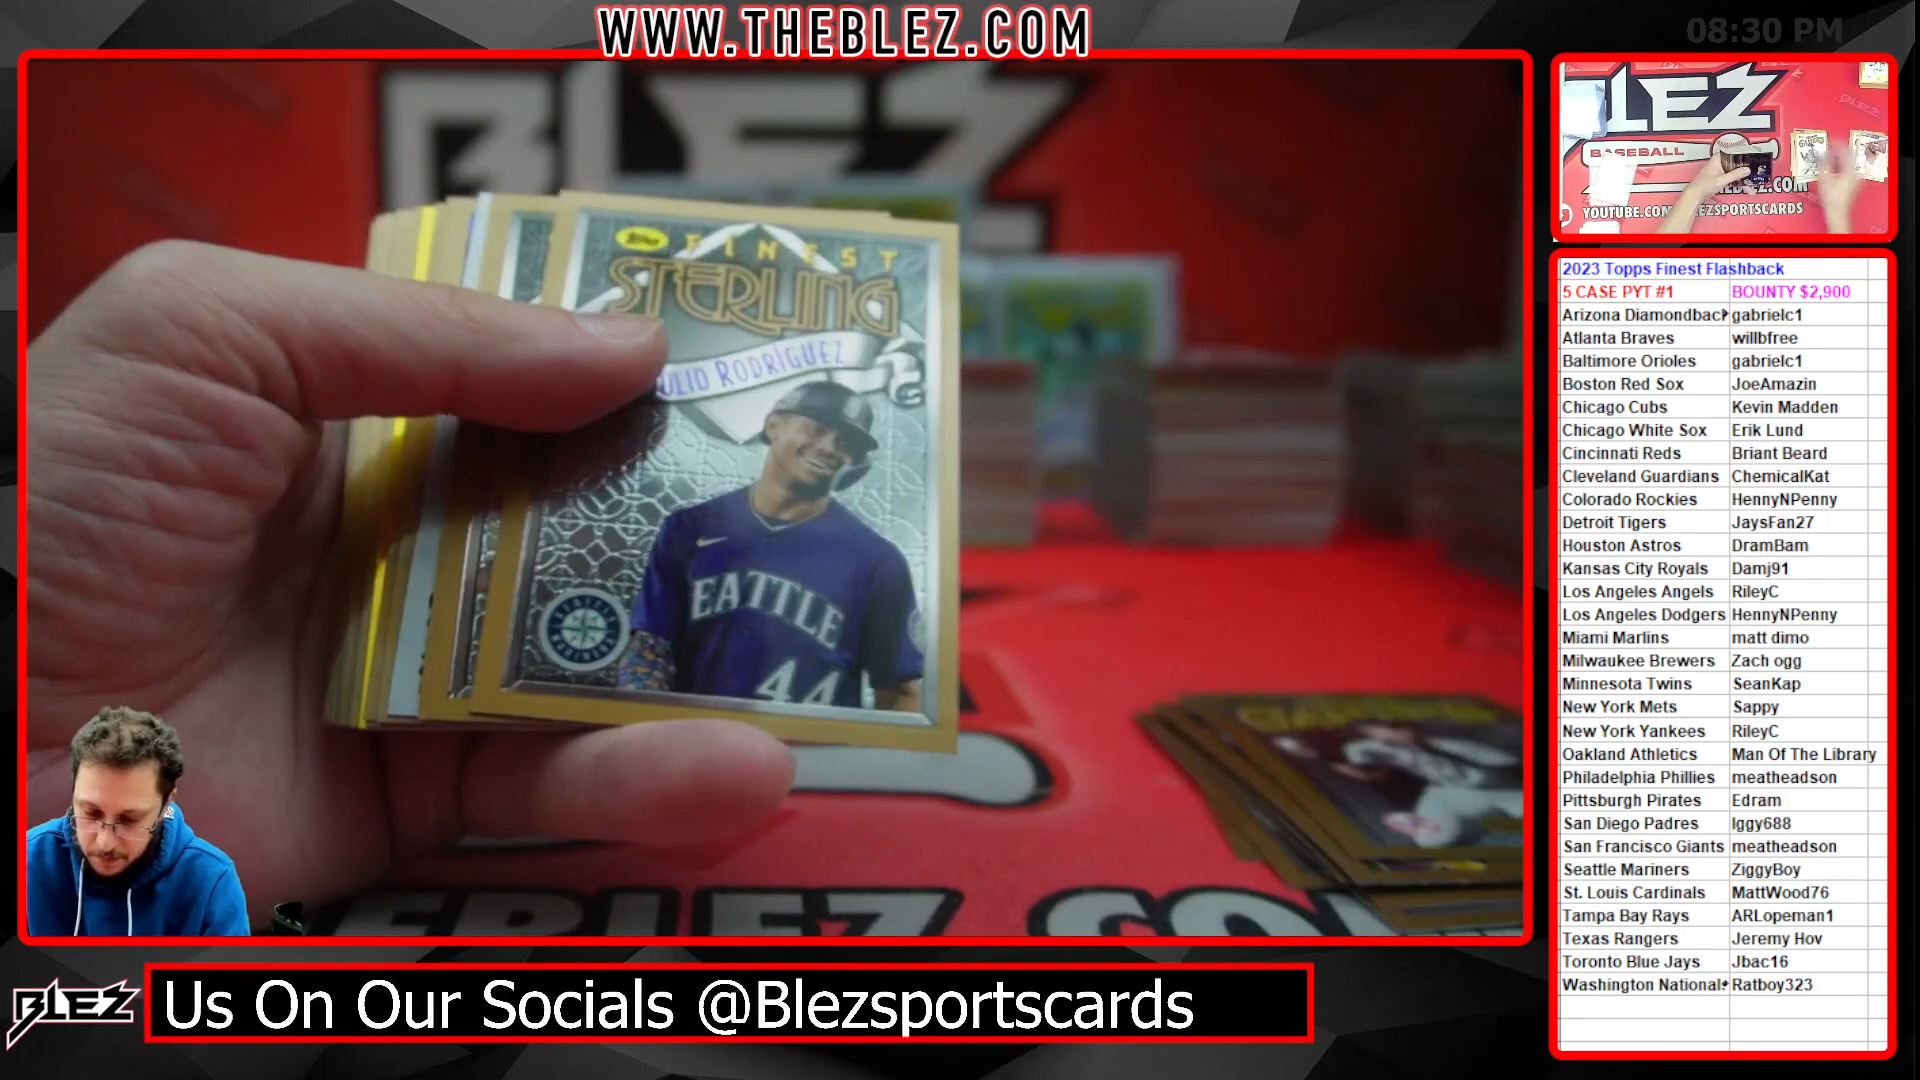 WWW.THEBLEZ.COM
08:30 PM
BLEZ
Topps FINEST
STERLING
JULIO RODRÍGUEZ
SEATTLE
44
LEZ
BASEBALL
YOUTUBE.COM/BLEZSPORTSCARDS
2023 Topps Finest Flashback
5 CASE PYT #1 BOUNTY $2,900
Arizona Diamondback gabrielc1
Atlanta Braves willbfree
Baltimore Orioles gabrielc1
Boston Red Sox JoeAmazin
Chicago Cubs Kevin Madden
Chicago White Sox Erik Lund
Cincinnati Reds Briant Beard
Cleveland Guardians ChemicalKat
Colorado Rockies HennyNPenny
Detroit Tigers JaysFan27
Houston Astros DramBam
Kansas City Royals Damj91
Los Angeles Angels RileyC
Los Angeles Dodgers HennyNPenny
Miami Marlins matt dimo
Milwaukee Brewers Zach ogg
Minnesota Twins SeanKap
New York Mets Sappy
New York Yankees RileyC
Oakland Athletics Man Of The Library
Philadelphia Phillies meatheadson
Pittsburgh Pirates Edram
San Diego Padres Iggy688
San Francisco Giants meatheadson
Seattle Mariners ZiggyBoy
St. Louis Cardinals MattWood76
Tampa Bay Rays ARLopeman1
Texas Rangers Jeremy Hov
Toronto Blue Jays Jbac16
Washington Nationals Ratboy323
BLEZ
Us On Our Socials @Blezsportscards